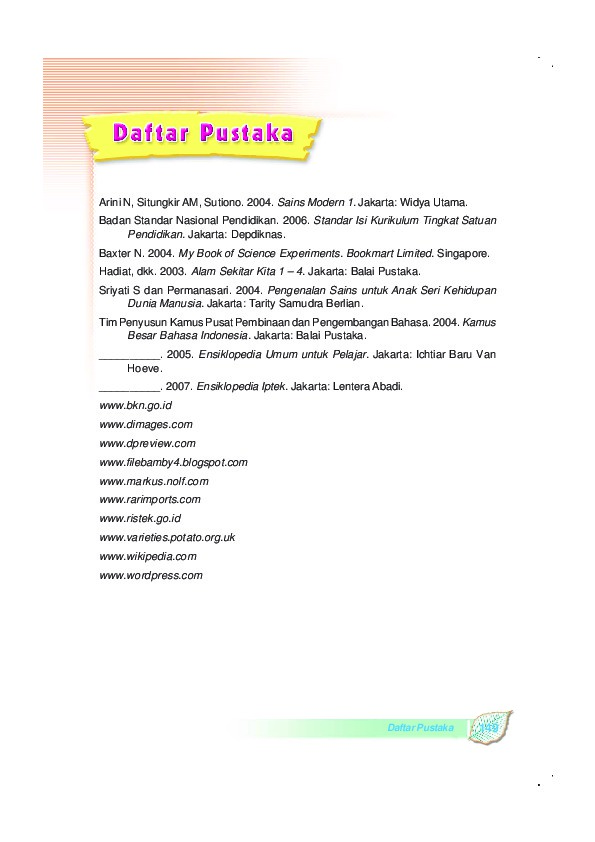 Daftar Pustaka
Arini N, Situngkir AM, Sutiono. 2004. Sains Modern 1. Jakarta: Widya Utama.
Badan Standar Nasional Pendidikan. 2006. Standar Isi Kurikulum Tingkat Satuan
Pendidikan. Jakarta: Depdiknas.
Baxter N. 2004. My Book of Science Experiments. Bookmart Limited. Singapore.
Hadiat, dkk. 2003. Alam Sekitar Kita 1 – 4. Jakarta: Balai Pustaka.
Sriyati S dan Permanasari. 2004. Pengenalan Sains untuk Anak Seri Kehidupan
Dunia Manusia. Jakarta: Tarity Samudra Berlian.
Tim Penyusun Kamus Pusat Pembinaan dan Pengembangan Bahasa. 2004. Kamus
Besar Bahasa Indonesia. Jakarta: Balai Pustaka.
__________. 2005. Ensiklopedia Umum untuk Pelajar. Jakarta: Ichtiar Baru Van
Hoeve.
__________. 2007. Ensiklopedia Iptek. Jakarta: Lentera Abadi.
www.bkn.go.id
www.dimages.com
www.dpreview.com
www.filebamby4.blogspot.com
www.markus.nolf.com
www.rarimports.com
www.ristek.go.id
www.varieties.potato.org.uk
www.wikipedia.com
www.wordpress.com
Daftar Pustaka 149